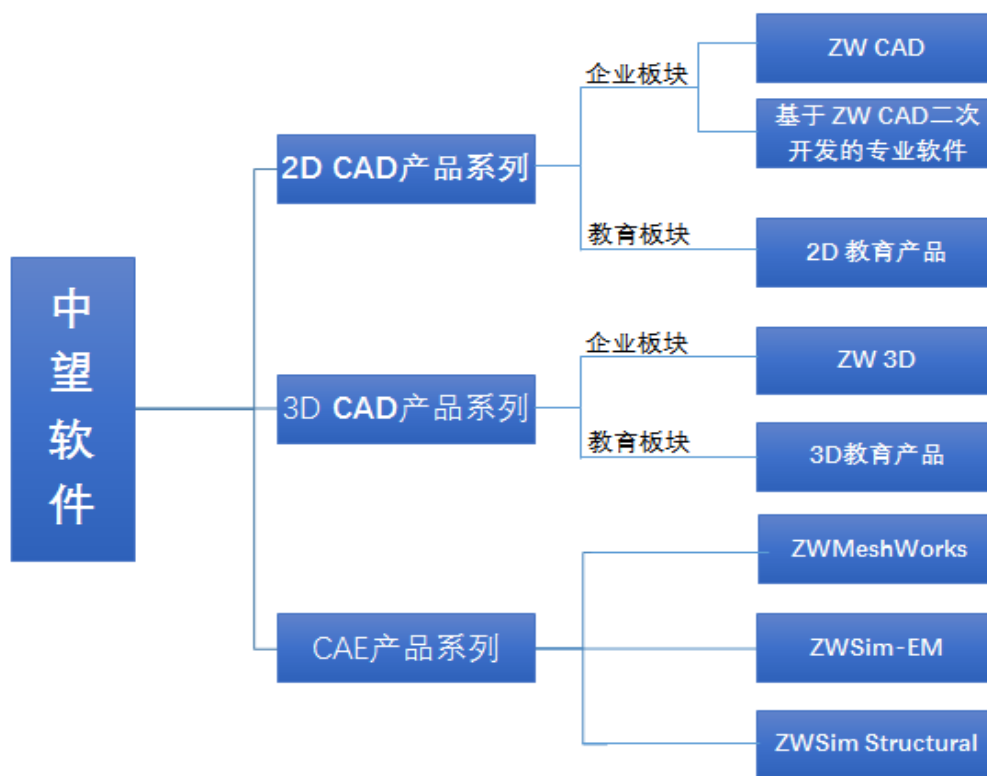 中
望
软
件
2D CAD产品系列
企业板块
ZW CAD
基于 ZW CAD二次
开发的专业软件
教育板块
2D 教育产品
3D CAD产品系列
企业板块
ZW 3D
教育板块
3D教育产品
CAE产品系列
ZWMeshWorks
ZWSim-EM
ZWSim Structural